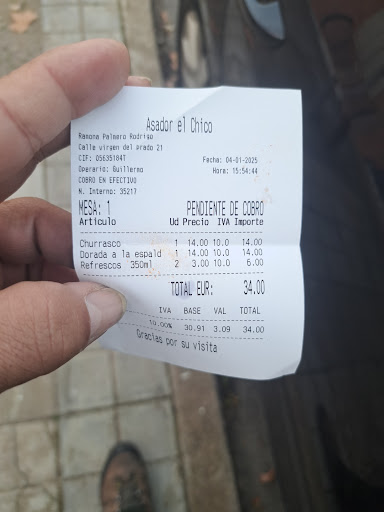 Asador el Chico
Ramona Palmero Rodrigo
Calle virgen del prado 21
CIF: 05635184T Fecha: 04-01-2025
Operario: Guillermo Hora: 15:54:44
COBRO EN EFECTIVO
N. Interno: 35217
MESA: 1 PENDIENTE DE COBRO
Artículo Ud Precio IVA Importe
Churrasco 1 14.00 10.0 14.00
Dorada a la espald 1 14.00 10.0 14.00
Refrescos 350ml 2 3.00 10.0 6.00
TOTAL EUR: 34.00
IVA BASE VAL TOTAL
10.00% 30.91 3.09 34.00
Gracias por su visita